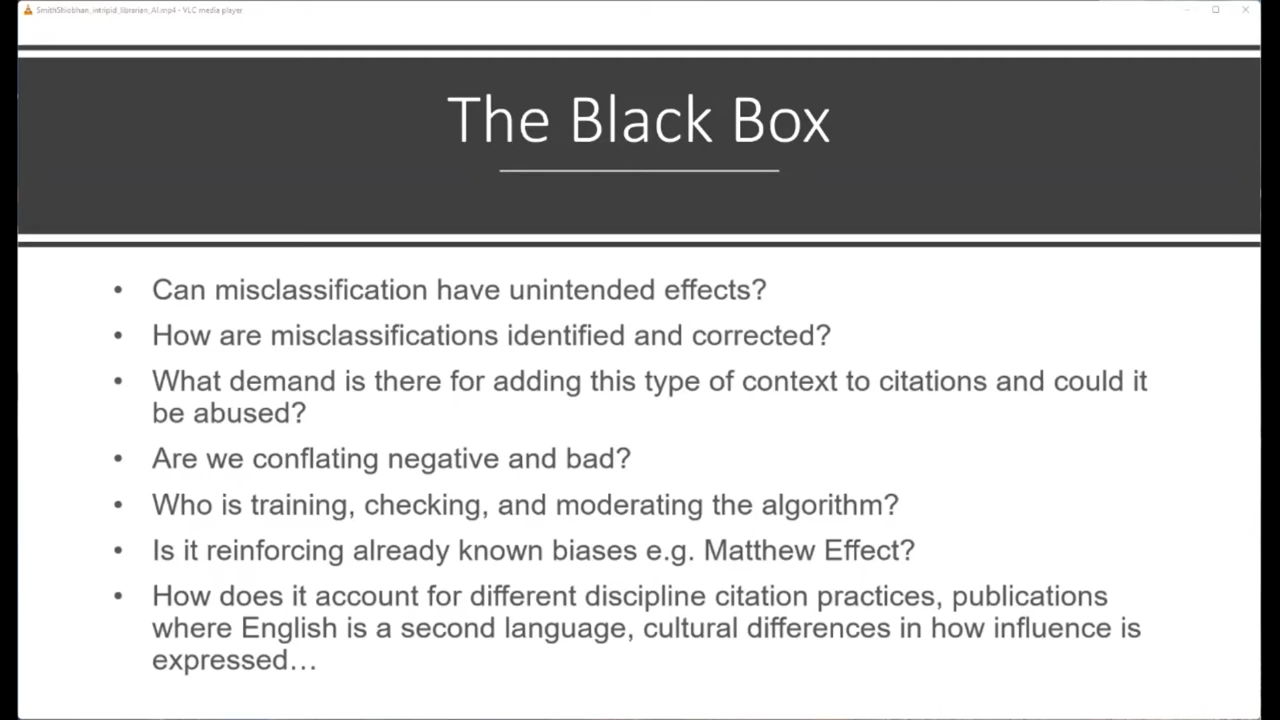 SmithShiobhan_intripid_librarian_AI.mp4 - VLC media player
The Black Box
• Can misclassification have unintended effects?
• How are misclassifications identified and corrected?
• What demand is there for adding this type of context to citations and could it
be abused?
• Are we conflating negative and bad?
• Who is training, checking, and moderating the algorithm?
• Is it reinforcing already known biases e.g. Matthew Effect?
• How does it account for different discipline citation practices, publications
where English is a second language, cultural differences in how influence is
expressed…